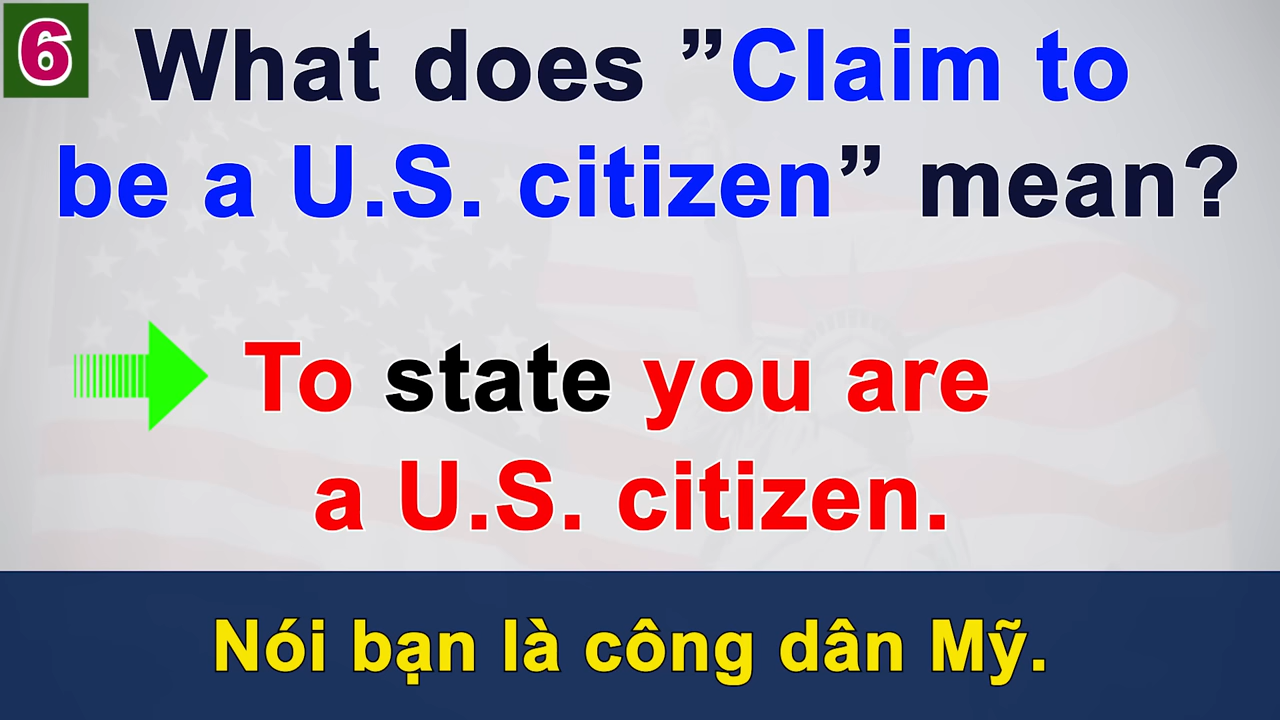 6
What does ”Claim to
be a U.S. citizen” mean?
To state you are
a U.S. citizen.
Nói bạn là công dân Mỹ.